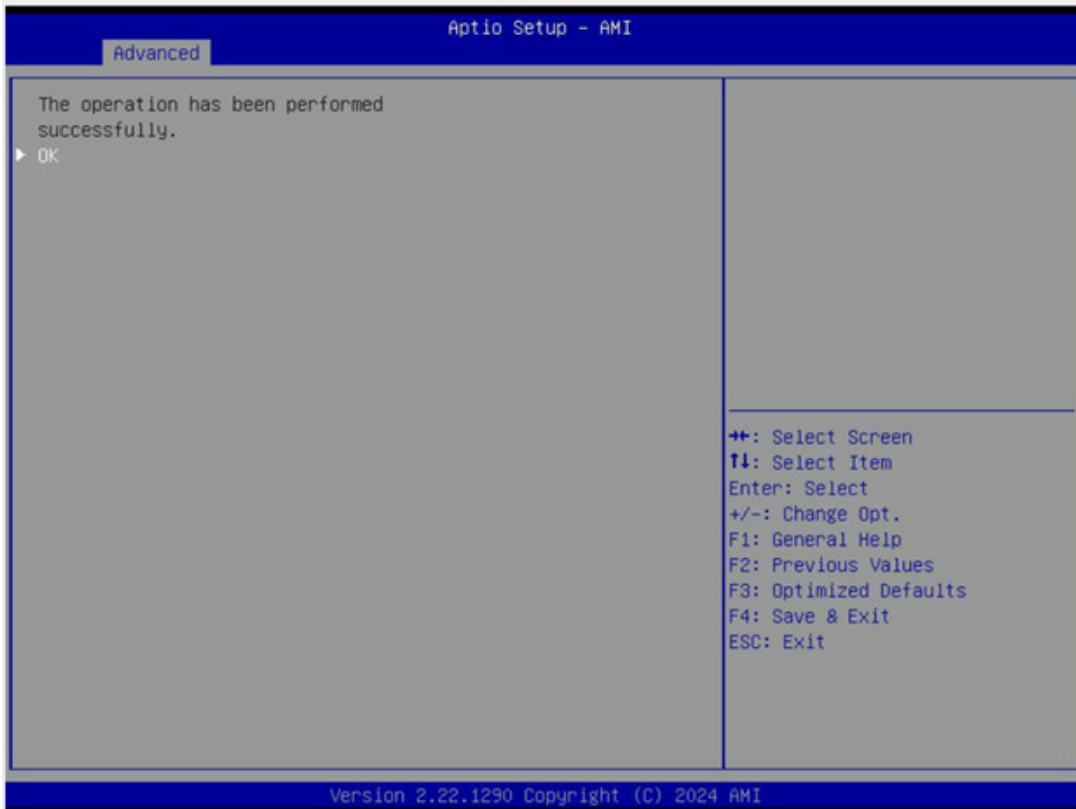 Aptio Setup – AMI
Advanced
The operation has been performed
successfully.
▶ OK
→←: Select Screen
↑↓: Select Item
Enter: Select
+/-: Change Opt.
F1: General Help
F2: Previous Values
F3: Optimized Defaults
F4: Save & Exit
ESC: Exit
Version 2.22.1290 Copyright (C) 2024 AMI